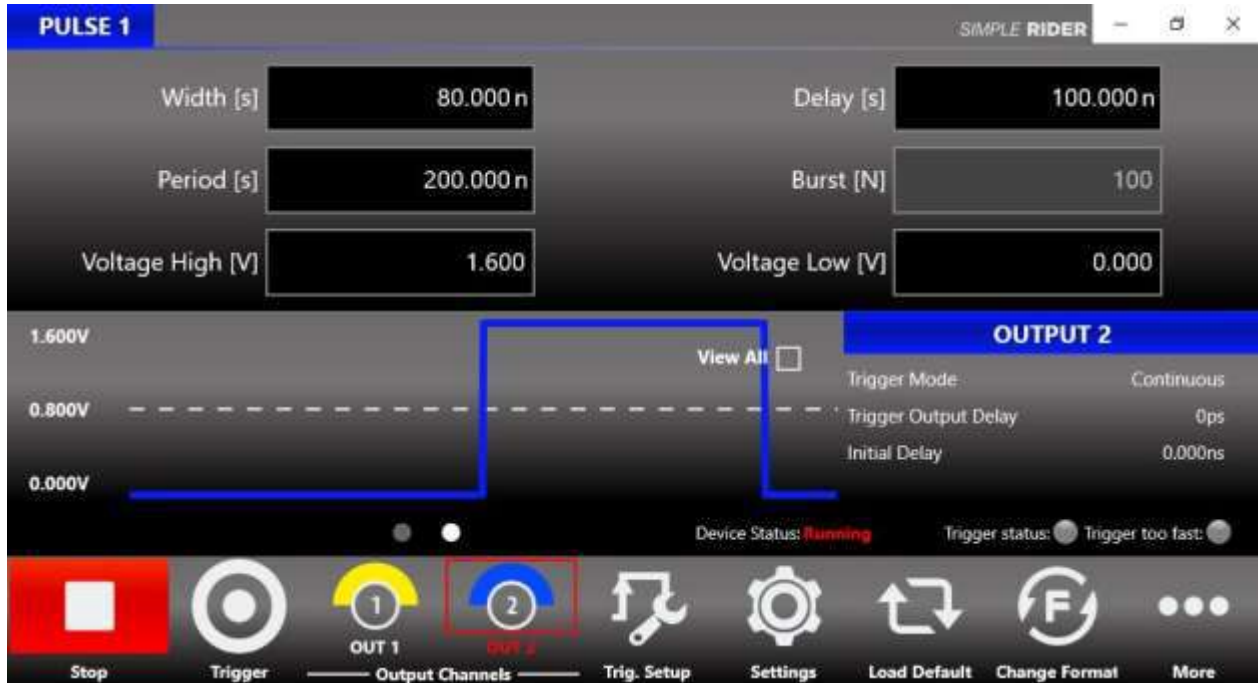 PULSE 1
SIMPLE RIDER
Width [s] 80.000 n Delay [s] 100.000 n
Period [s] 200.000 n Burst [N] 100
Voltage High [V] 1.600 Voltage Low [V] 0.000
1.600V
View All
0.800V
0.000V
OUTPUT 2
Trigger Mode Continuous
Trigger Output Delay 0ps
Initial Delay 0.000ns
Device Status: Running Trigger status: Trigger too fast:
1 2 F
OUT 1 OUT 2
Stop Trigger Output Channels Trig. Setup Settings Load Default Change Format More